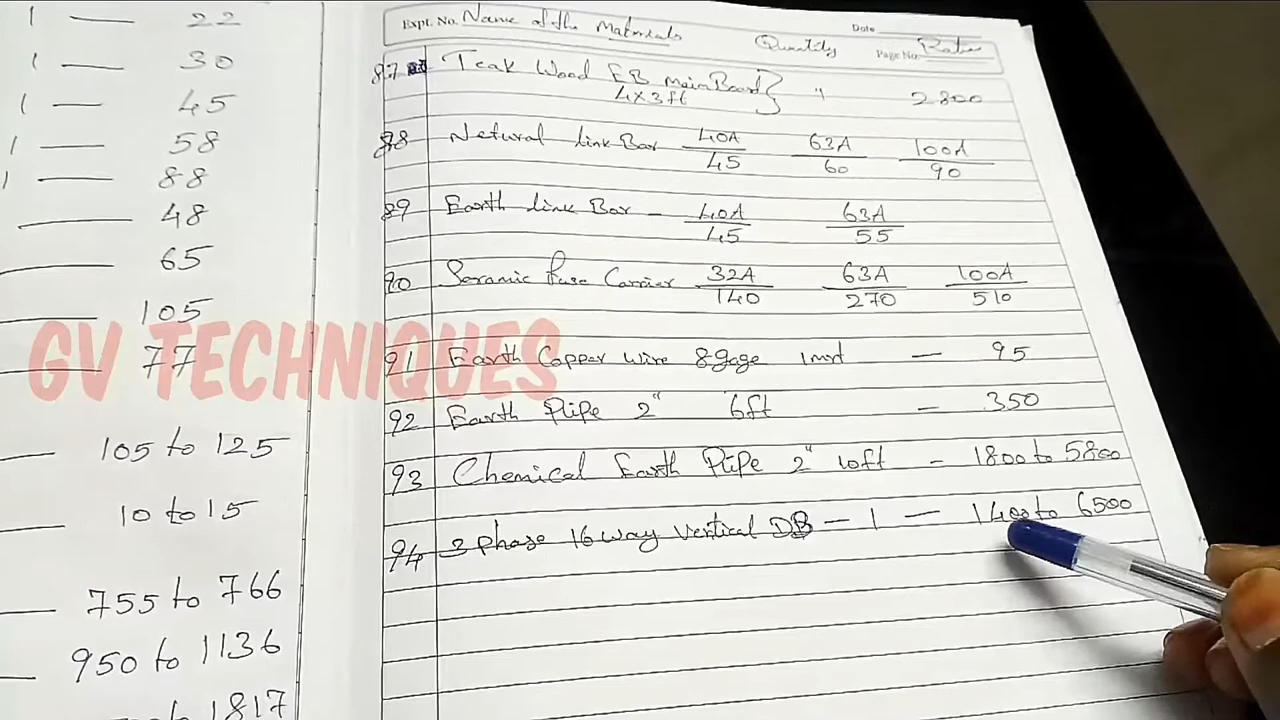 1 — 22
1 — 30
1 — 45
1 — 58
1 — 88
— 48
— 65
— 105
— 77
— 105 to 125
— 10 to 15
— 755 to 766
— 950 to 1136
1817
Expt. No. Name of the Materials Quantity Date
Page No. Rate
87 Teak Wood EB Main Board } " 2800
4x3ft
88 Netural link Bar 40A/45 63A/60 100A/90
89 Earth link Bar - 40A/45 63A/55
90 Seramic Fuse Carrier 32A/140 63A/270 100A/510
91 Earth Copper wire 8gage 1mrt — 95
92 Earth PiPe 2" 6ft — 350
93 Chemical Earth PiPe 2" 10ft - 1800 to 5800
94 3 phase 16 way vertical DB — 1 — 1400 to 6500
GV TECHNIQUES